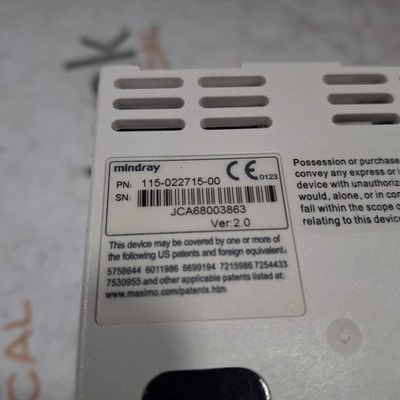 mindray
CE 0123
PN: 115-022715-00
SN:
JCA68003863
Ver:2.0
This device may be covered by one or more of
the following US patents and foreign equivalent:
5758644 6011986 6699194 7215986 7254433
7530955 and other applicable patents listed at:
www.masimo.com/patents.htm
Possession or purchase
convey any express or i
device with unauthoriz
would, alone, or in com
fall within the scope o
relating to this device
CAL